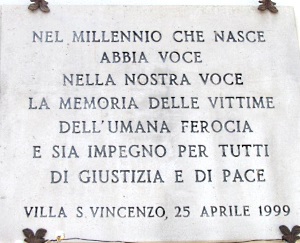 NEL MILLENNIO CHE NASCE
ABBIA VOCE
NELLA NOSTRA VOCE
LA MEMORIA DELLE VITTIME
DELL'UMANA FEROCIA
E SIA IMPEGNO PER TUTTI
DI GIUSTIZIA E DI PACE
VILLA S. VINCENZO, 25 APRILE 1999